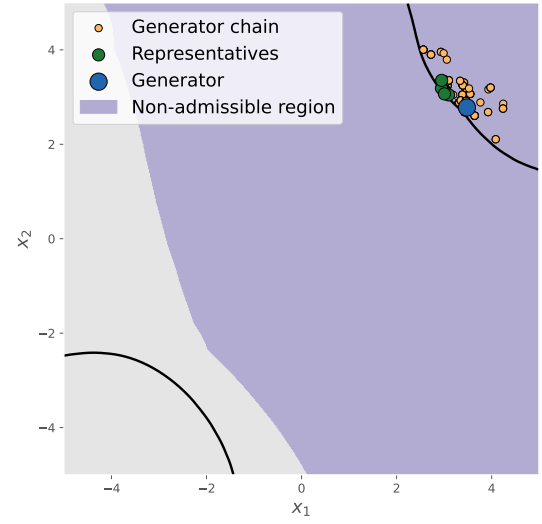 Generator chain
Representatives
Generator
Non-admissible region
4
2
0
−2
−4
x₂
−4 −2 0 2 4
x₁